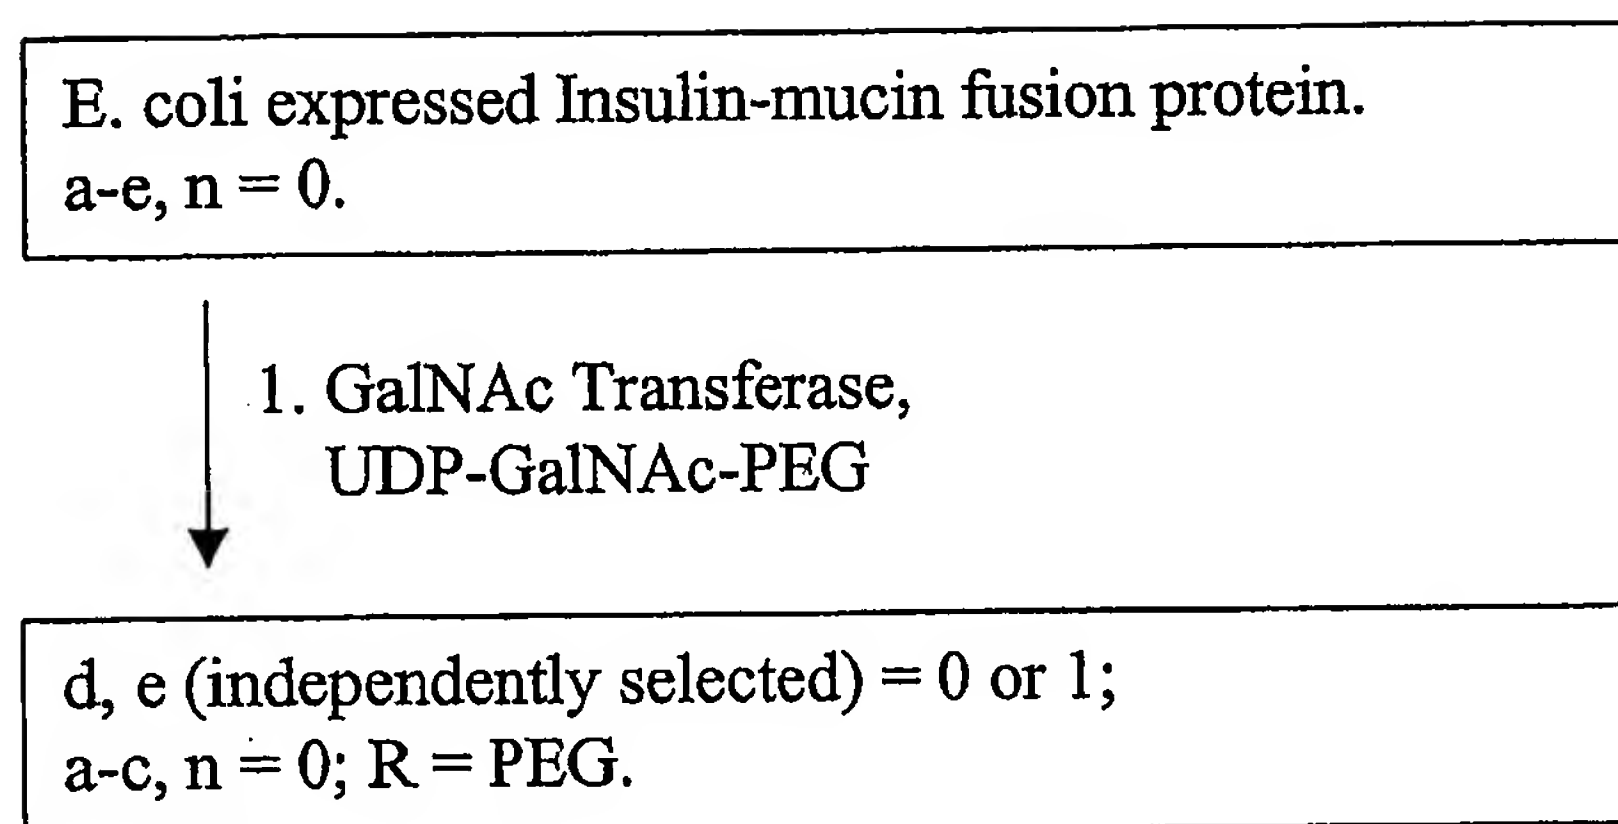 E. coli expressed Insulin-mucin fusion protein.
a-e, n = 0.
1. GalNAc Transferase,
UDP-GalNAc-PEG
d, e (independently selected) = 0 or 1;
a-c, n = 0; R = PEG.